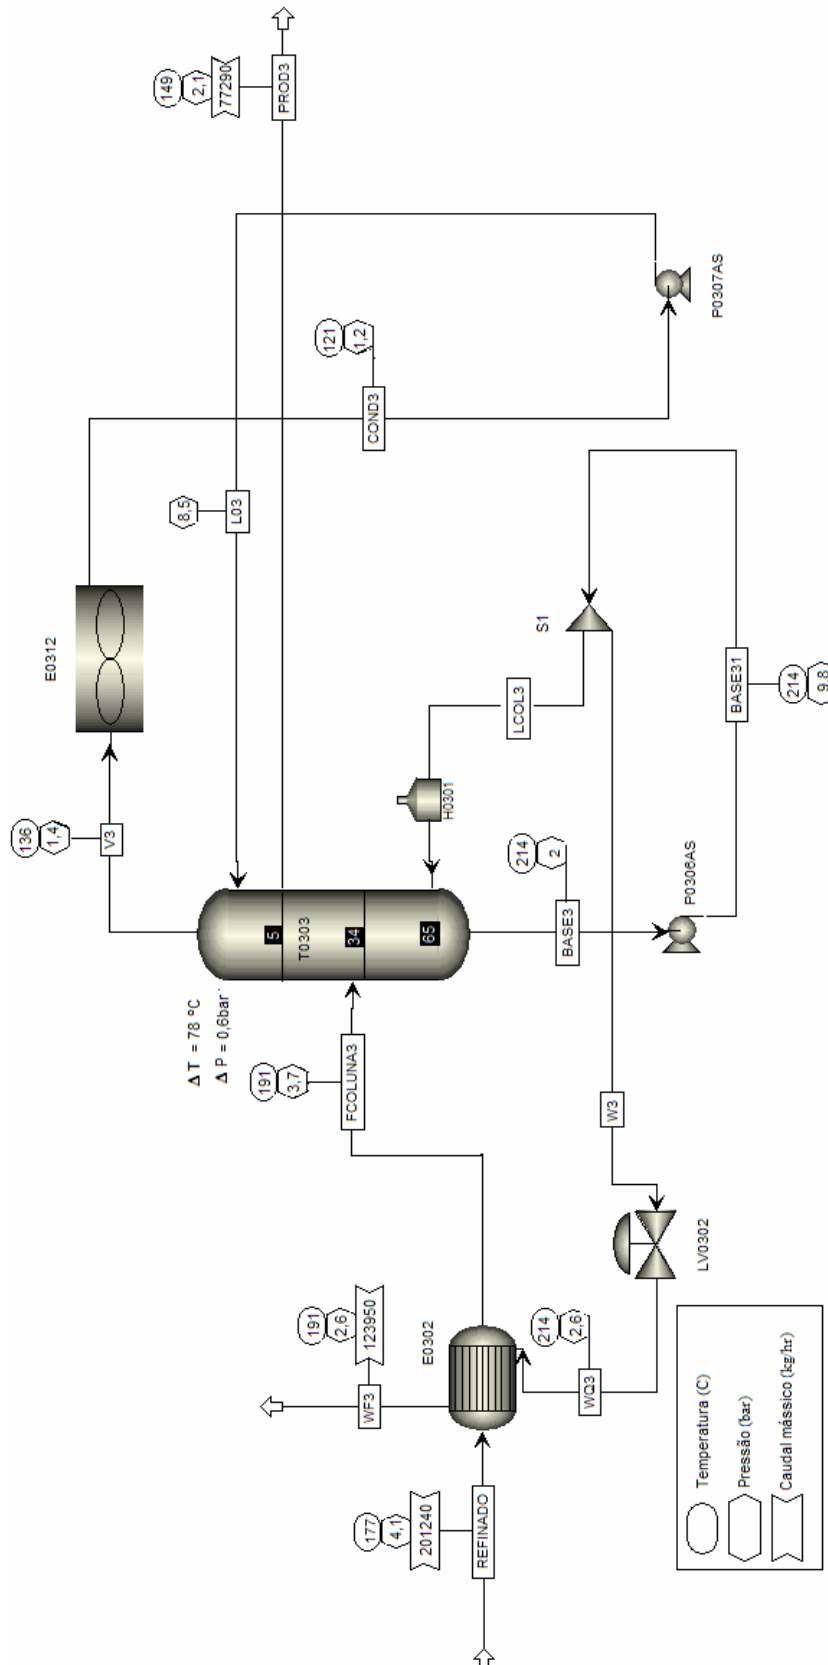 136
1,4
V3
E0312
149
2,1
77290
PROD3
8,5
L03
Δ T = 78 ºC
Δ P = 0,6bar
5
T0303
34
65
121
1,2
COND3
177
4,1
201240
REFINADO
191
2,6
123950
WF3
E0302
191
3,7
FCOLUNA3
H0301
LCOL3
S1
214
2
BASE3
P0306AS
P0307AS
214
2,6
WQ3
LV0302
W3
BASE31
214
9,8
Temperatura (C)
Pressão (bar)
Caudal mássico (kg/hr)